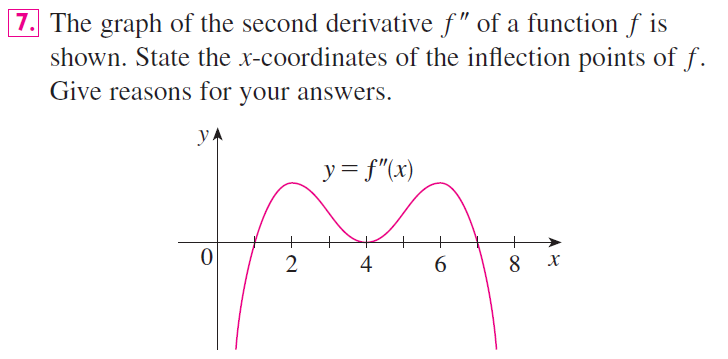 7. The graph of the second derivative f″ of a function f is
shown. State the x-coordinates of the inflection points of f.
Give reasons for your answers.
y
y = f″(x)
0 2 4 6 8 x